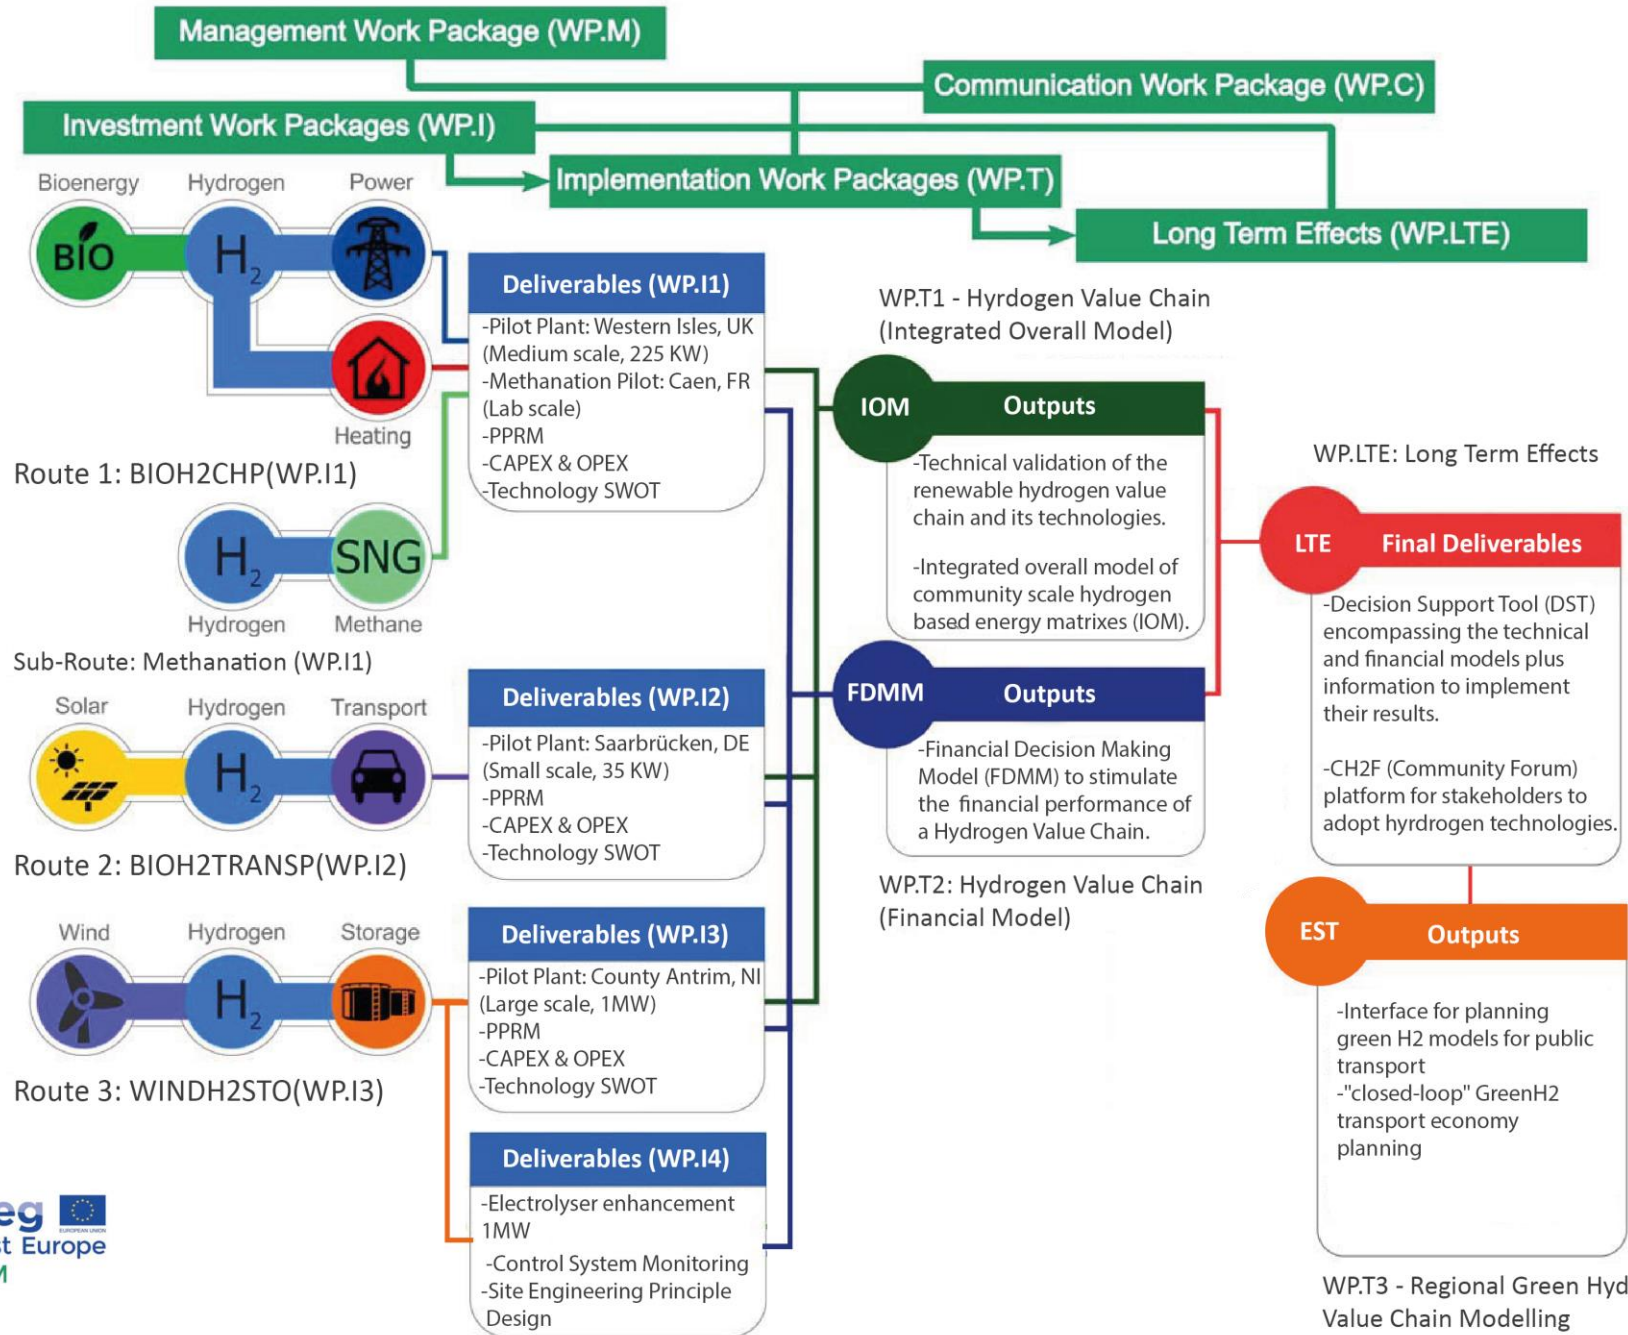 Management Work Package (WP.M)
Communication Work Package (WP.C)
Investment Work Packages (WP.I)
Implementation Work Packages (WP.T)
Long Term Effects (WP.LTE)
Bioenergy
Hydrogen
Power
BIO
H2
Heating
Route 1: BIOH2CHP(WP.I1)
H2
SNG
Hydrogen
Methane
Sub-Route: Methanation (WP.I1)
Solar
Hydrogen
Transport
H2
Route 2: BIOH2TRANSP(WP.I2)
Wind
Hydrogen
Storage
H2
Route 3: WINDH2STO(WP.I3)
Deliverables (WP.I1)
-Pilot Plant: Western Isles, UK
(Medium scale, 225 KW)
-Methanation Pilot: Caen, FR
(Lab scale)
-PPRM
-CAPEX & OPEX
-Technology SWOT
Deliverables (WP.I2)
-Pilot Plant: Saarbrücken, DE
(Small scale, 35 KW)
-PPRM
-CAPEX & OPEX
-Technology SWOT
Deliverables (WP.I3)
-Pilot Plant: County Antrim, NI
(Large scale, 1MW)
-PPRM
-CAPEX & OPEX
-Technology SWOT
Deliverables (WP.I4)
-Electrolyser enhancement
1MW
-Control System Monitoring
-Site Engineering Principle
Design
WP.T1 - Hyrdogen Value Chain
(Integrated Overall Model)
IOM
Outputs
-Technical validation of the
renewable hydrogen value
chain and its technologies.
-Integrated overall model of
community scale hydrogen
based energy matrixes (IOM).
FDMM
Outputs
-Financial Decision Making
Model (FDMM) to stimulate
the financial performance of
a Hydrogen Value Chain.
WP.T2: Hydrogen Value Chain
(Financial Model)
WP.LTE: Long Term Effects
LTE
Final Deliverables
-Decision Support Tool (DST)
encompassing the technical
and financial models plus
information to implement
their results.
-CH2F (Community Forum)
platform for stakeholders to
adopt hyrdrogen technologies.
EST
Outputs
-Interface for planning
green H2 models for public
transport
-"closed-loop" GreenH2
transport economy
planning
WP.T3 - Regional Green Hyd
Value Chain Modelling
eg
EUROPEAN UNION
st Europe
M